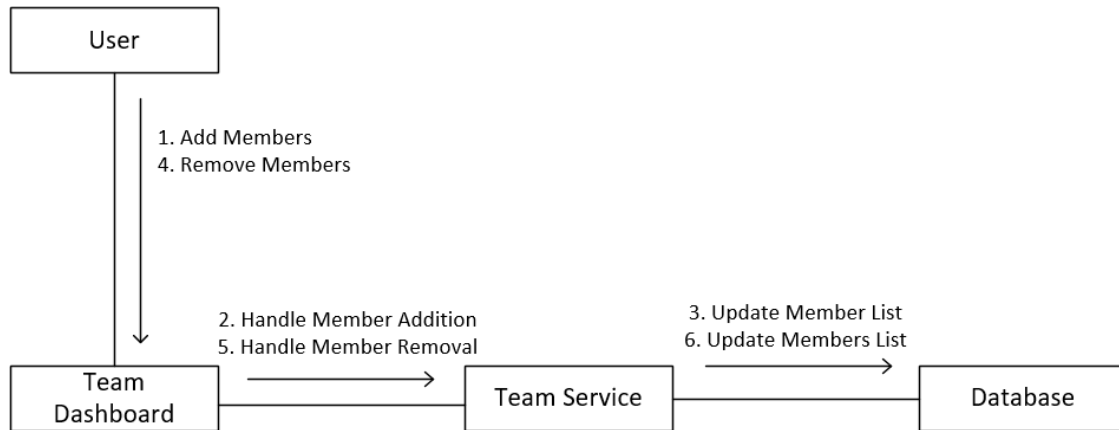 User
1. Add Members
4. Remove Members
2. Handle Member Addition
5. Handle Member Removal
3. Update Member List
6. Update Members List
Team
Dashboard
Team Service
Database